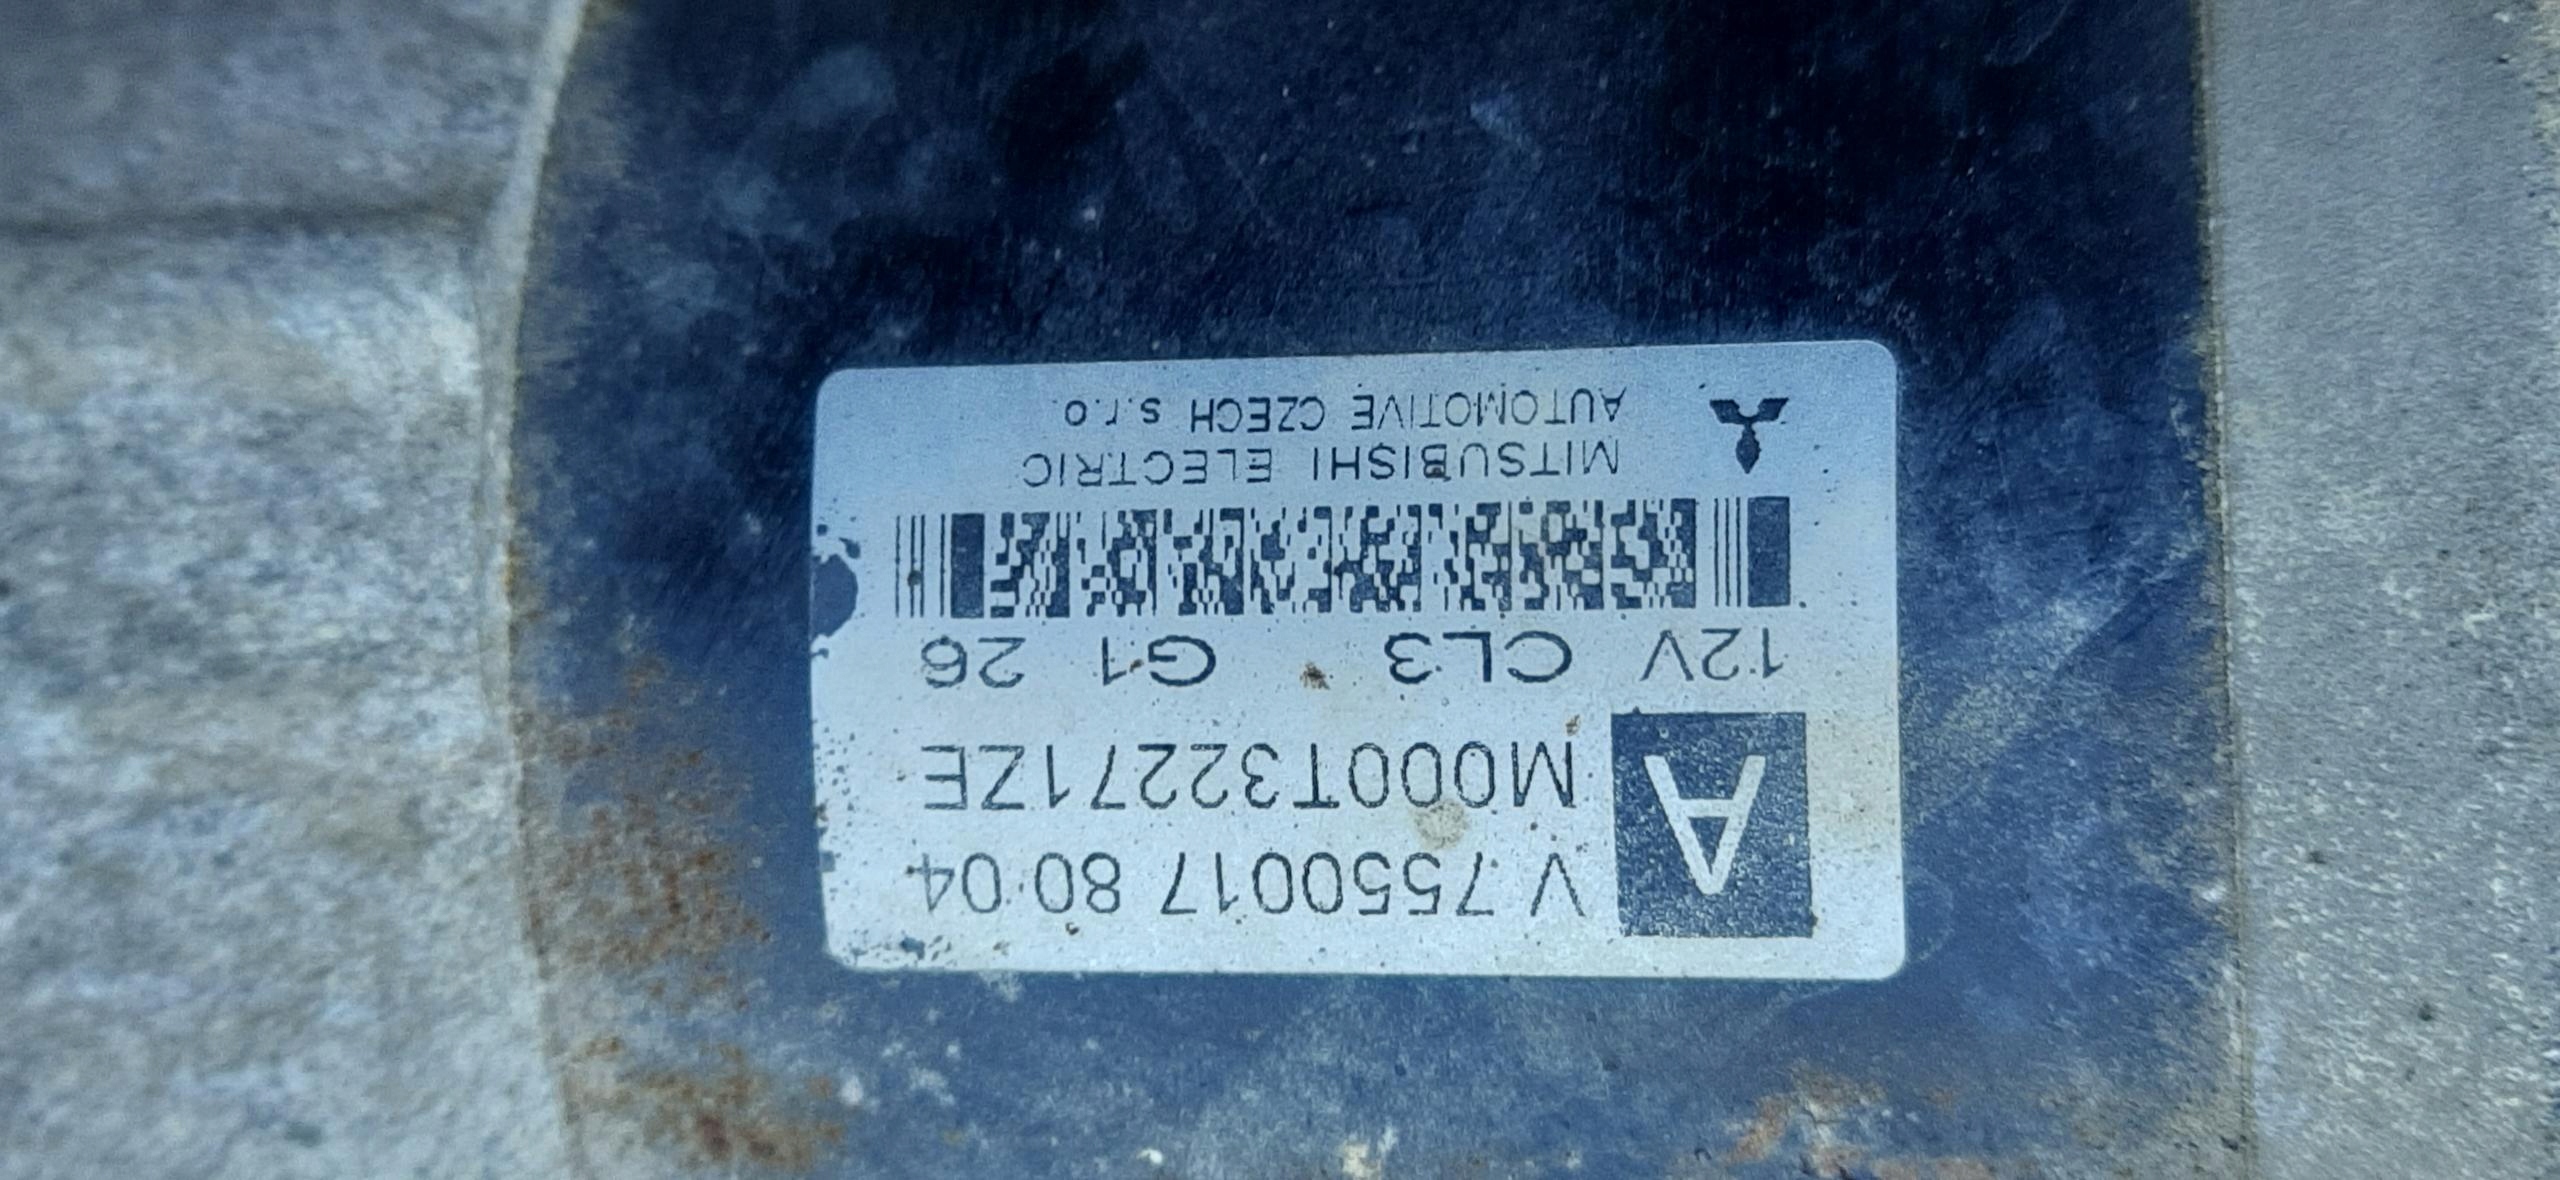 A
V 7550017 80 04
M000T32271ZE
12V CL3 G1 26
MITSUBISHI ELECTRIC
AUTOMOTIVE CZECH s.r.o.